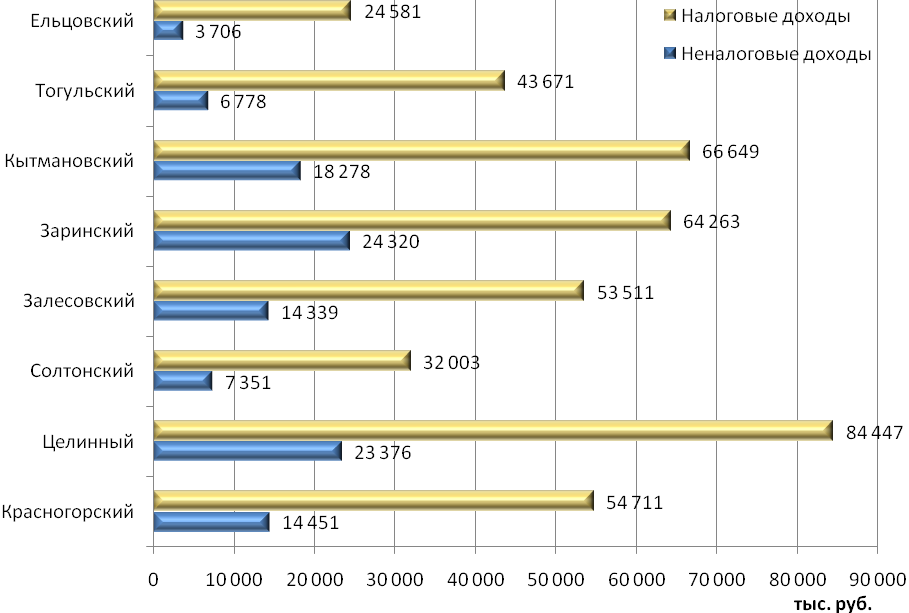 Ельцовский
24 581
3 706
Налоговые доходы
Неналоговые доходы
Тогульский
43 671
6 778
Кытмановский
66 649
18 278
Заринский
64 263
24 320
Залесовский
53 511
14 339
Солтонский
32 003
7 351
Целинный
84 447
23 376
Красногорский
54 711
14 451
0 10 000 20 000 30 000 40 000 50 000 60 000 70 000 80 000 90 000
тыс. руб.